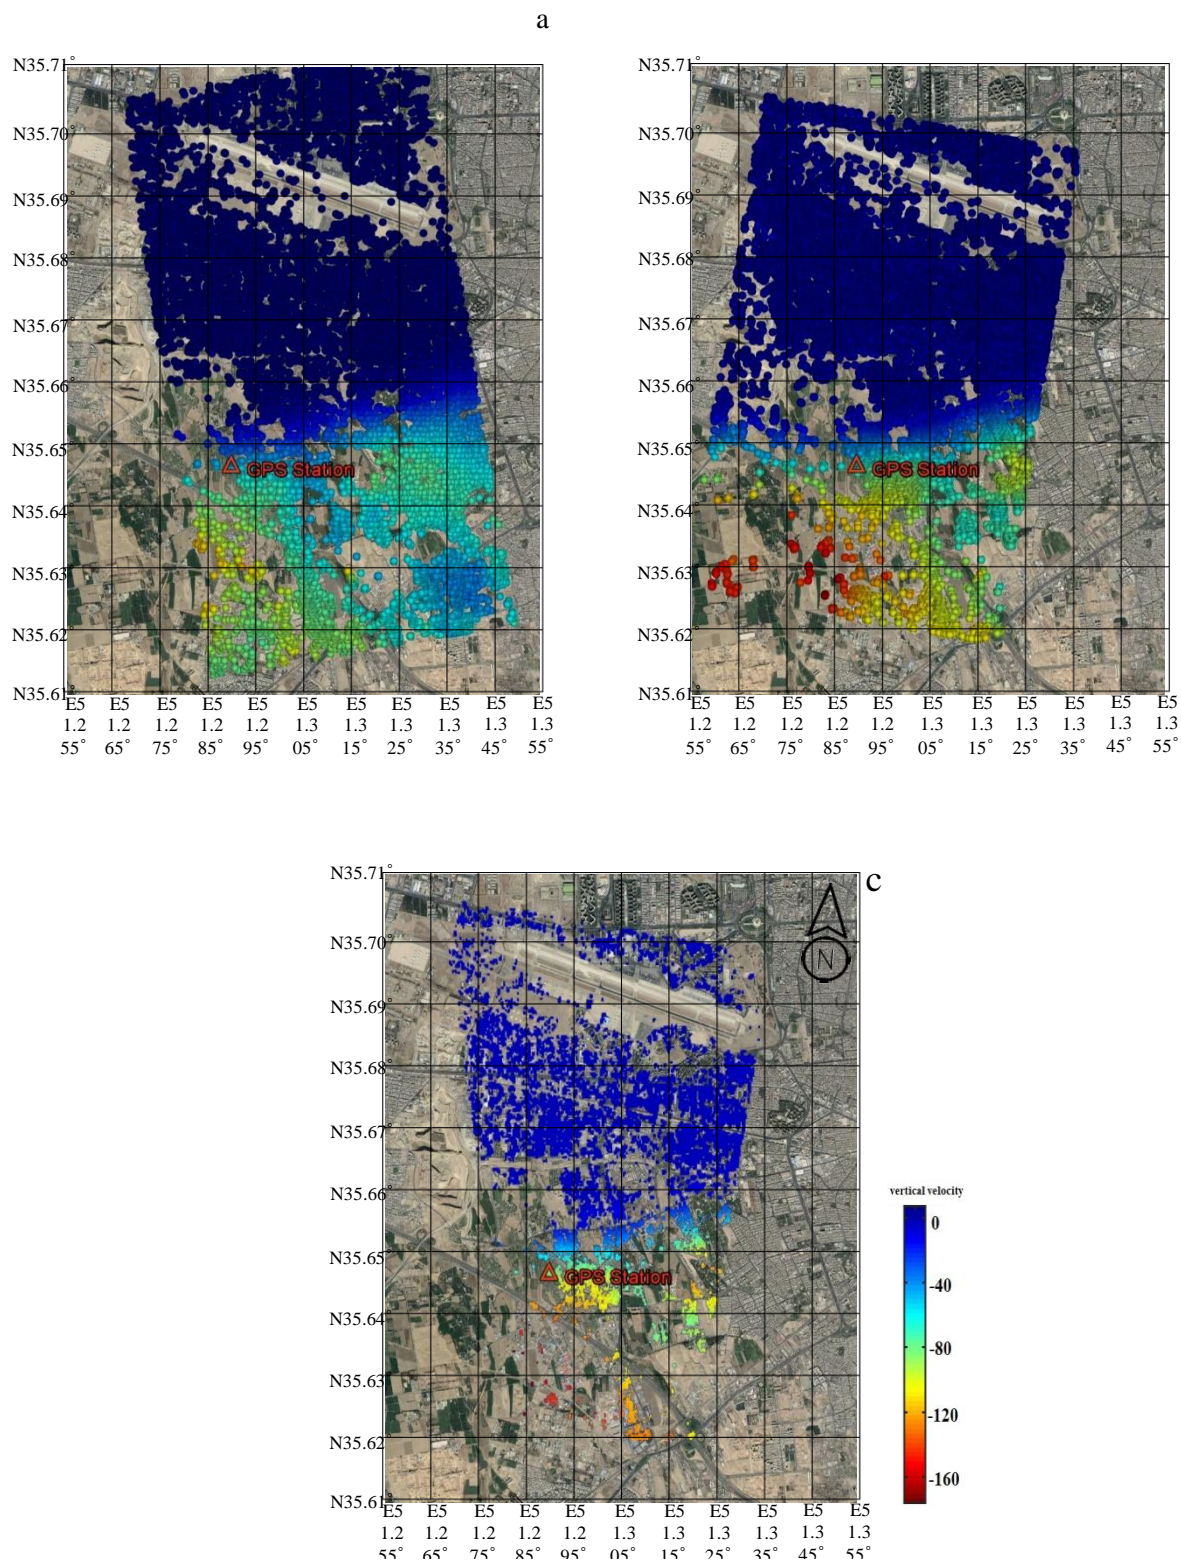 a
N35.71°
N35.70°
N35.69°
N35.68°
N35.67°
N35.66°
N35.65°
N35.64°
N35.63°
N35.62°
N35.61°
GPS Station
E5 E5 E5 E5 E5 E5 E5 E5 E5 E5 E5
1.2 1.2 1.2 1.2 1.2 1.3 1.3 1.3 1.3 1.3 1.3
55° 65° 75° 85° 95° 05° 15° 25° 35° 45° 55°
N35.71°
N35.70°
N35.69°
N35.68°
N35.67°
N35.66°
N35.65°
N35.64°
N35.63°
N35.62°
N35.61°
GPS Station
E5 E5 E5 E5 E5 E5 E5 E5 E5 E5 E5
1.2 1.2 1.2 1.2 1.2 1.3 1.3 1.3 1.3 1.3 1.3
55° 65° 75° 85° 95° 05° 15° 25° 35° 45° 55°
c
N
N35.71°
N35.70°
N35.69°
N35.68°
N35.67°
N35.66°
N35.65°
N35.64°
N35.63°
N35.62°
N35.61°
GPS Station
E5 E5 E5 E5 E5 E5 E5 E5 E5 E5 E5
1.2 1.2 1.2 1.2 1.2 1.3 1.3 1.3 1.3 1.3 1.3
55° 65° 75° 85° 95° 05° 15° 25° 35° 45° 55°
vertical velocity
0
-40
-80
-120
-160